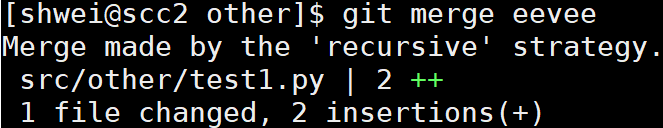 [shwei@scc2 other]$ git merge eevee
Merge made by the 'recursive' strategy.
 src/other/test1.py | 2 ++
 1 file changed, 2 insertions(+)